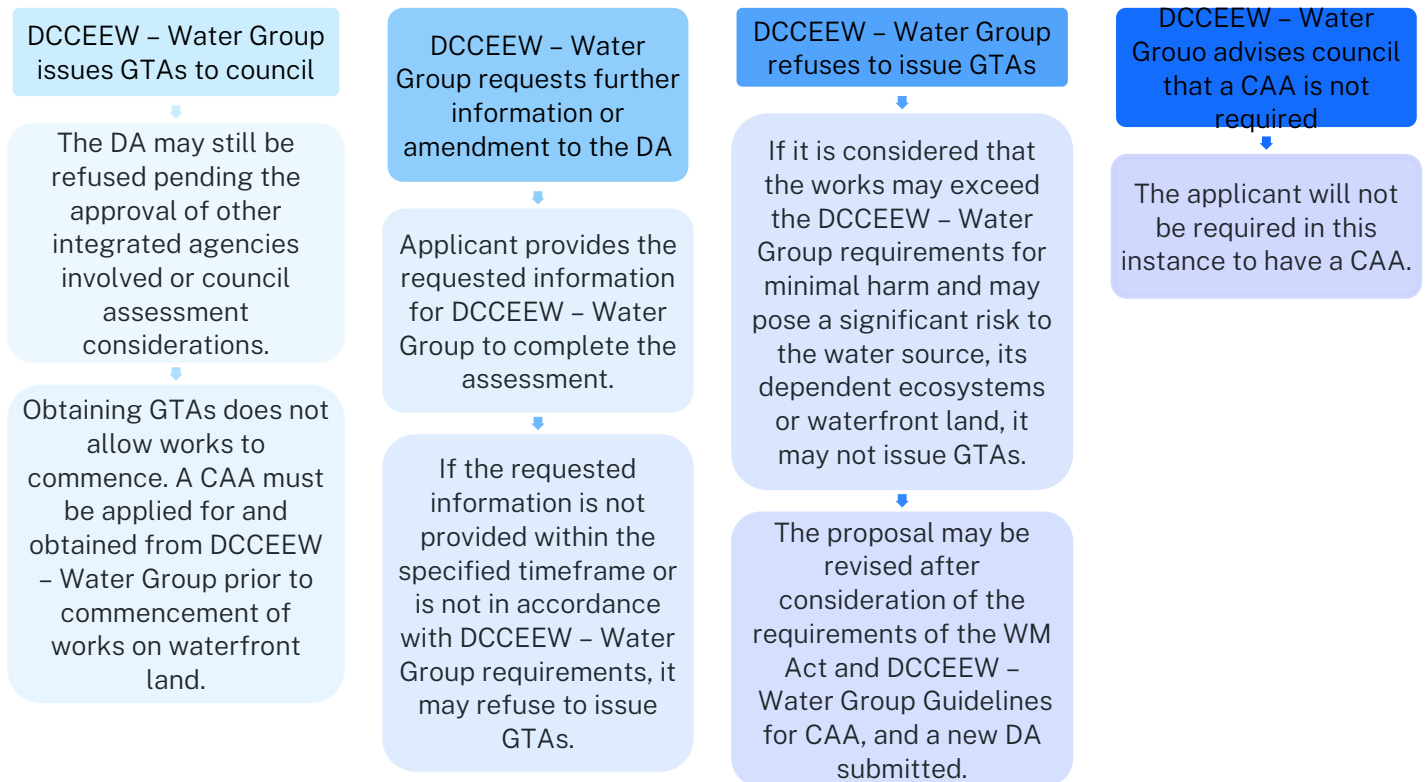 DCCEEW – Water Group
issues GTAs to council
The DA may still be
refused pending the
approval of other
integrated agencies
involved or council
assessment
considerations.
Obtaining GTAs does not
allow works to
commence. A CAA must
be applied for and
obtained from DCCEEW
– Water Group prior to
commencement of
works on waterfront
land.
DCCEEW – Water
Group requests further
information or
amendment to the DA
Applicant provides the
requested information
for DCCEEW – Water
Group to complete the
assessment.
If the requested
information is not
provided within the
specified timeframe or
is not in accordance
with DCCEEW – Water
Group requirements, it
may refuse to issue
GTAs.
DCCEEW – Water Group
refuses to issue GTAs
If it is considered that
the works may exceed
the DCCEEW – Water
Group requirements for
minimal harm and may
pose a significant risk to
the water source, its
dependent ecosystems
or waterfront land, it
may not issue GTAs.
The proposal may be
revised after
consideration of the
requirements of the WM
Act and DCCEEW –
Water Group Guidelines
for CAA, and a new DA
submitted.
DCCEEW – Water
Grouo advises council
that a CAA is not
required
The applicant will not
be required in this
instance to have a CAA.